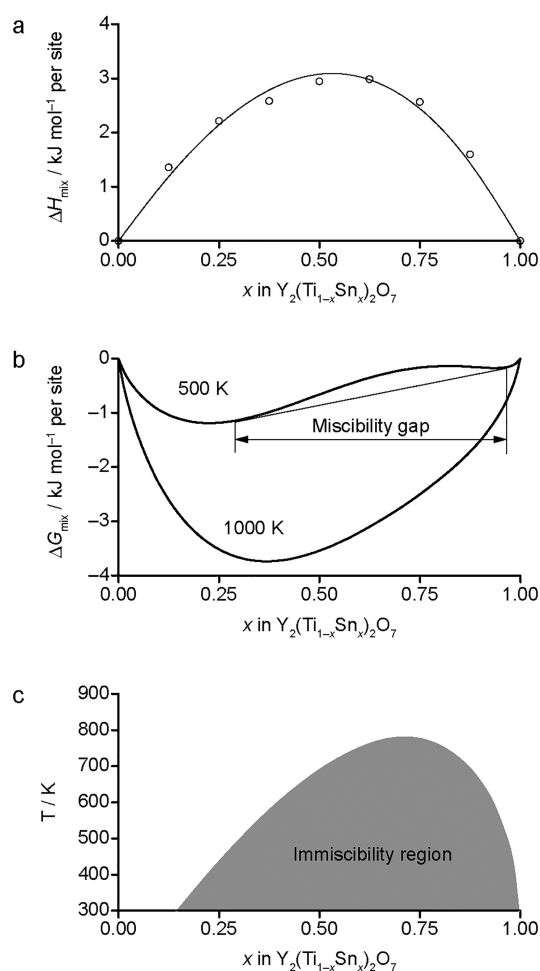 a
4
3
2
1
0
ΔHmix / kJ mol–1 per site
0.00 0.25 0.50 0.75 1.00
x in Y2(Ti1–xSnx)2O7
b
0
–1
–2
–3
–4
ΔGmix / kJ mol–1 per site
500 K
Miscibility gap
1000 K
0.00 0.25 0.50 0.75 1.00
x in Y2(Ti1–xSnx)2O7
c
900
800
700
600
500
400
300
T / K
Immiscibility region
0.00 0.25 0.50 0.75 1.00
x in Y2(Ti1–xSnx)2O7